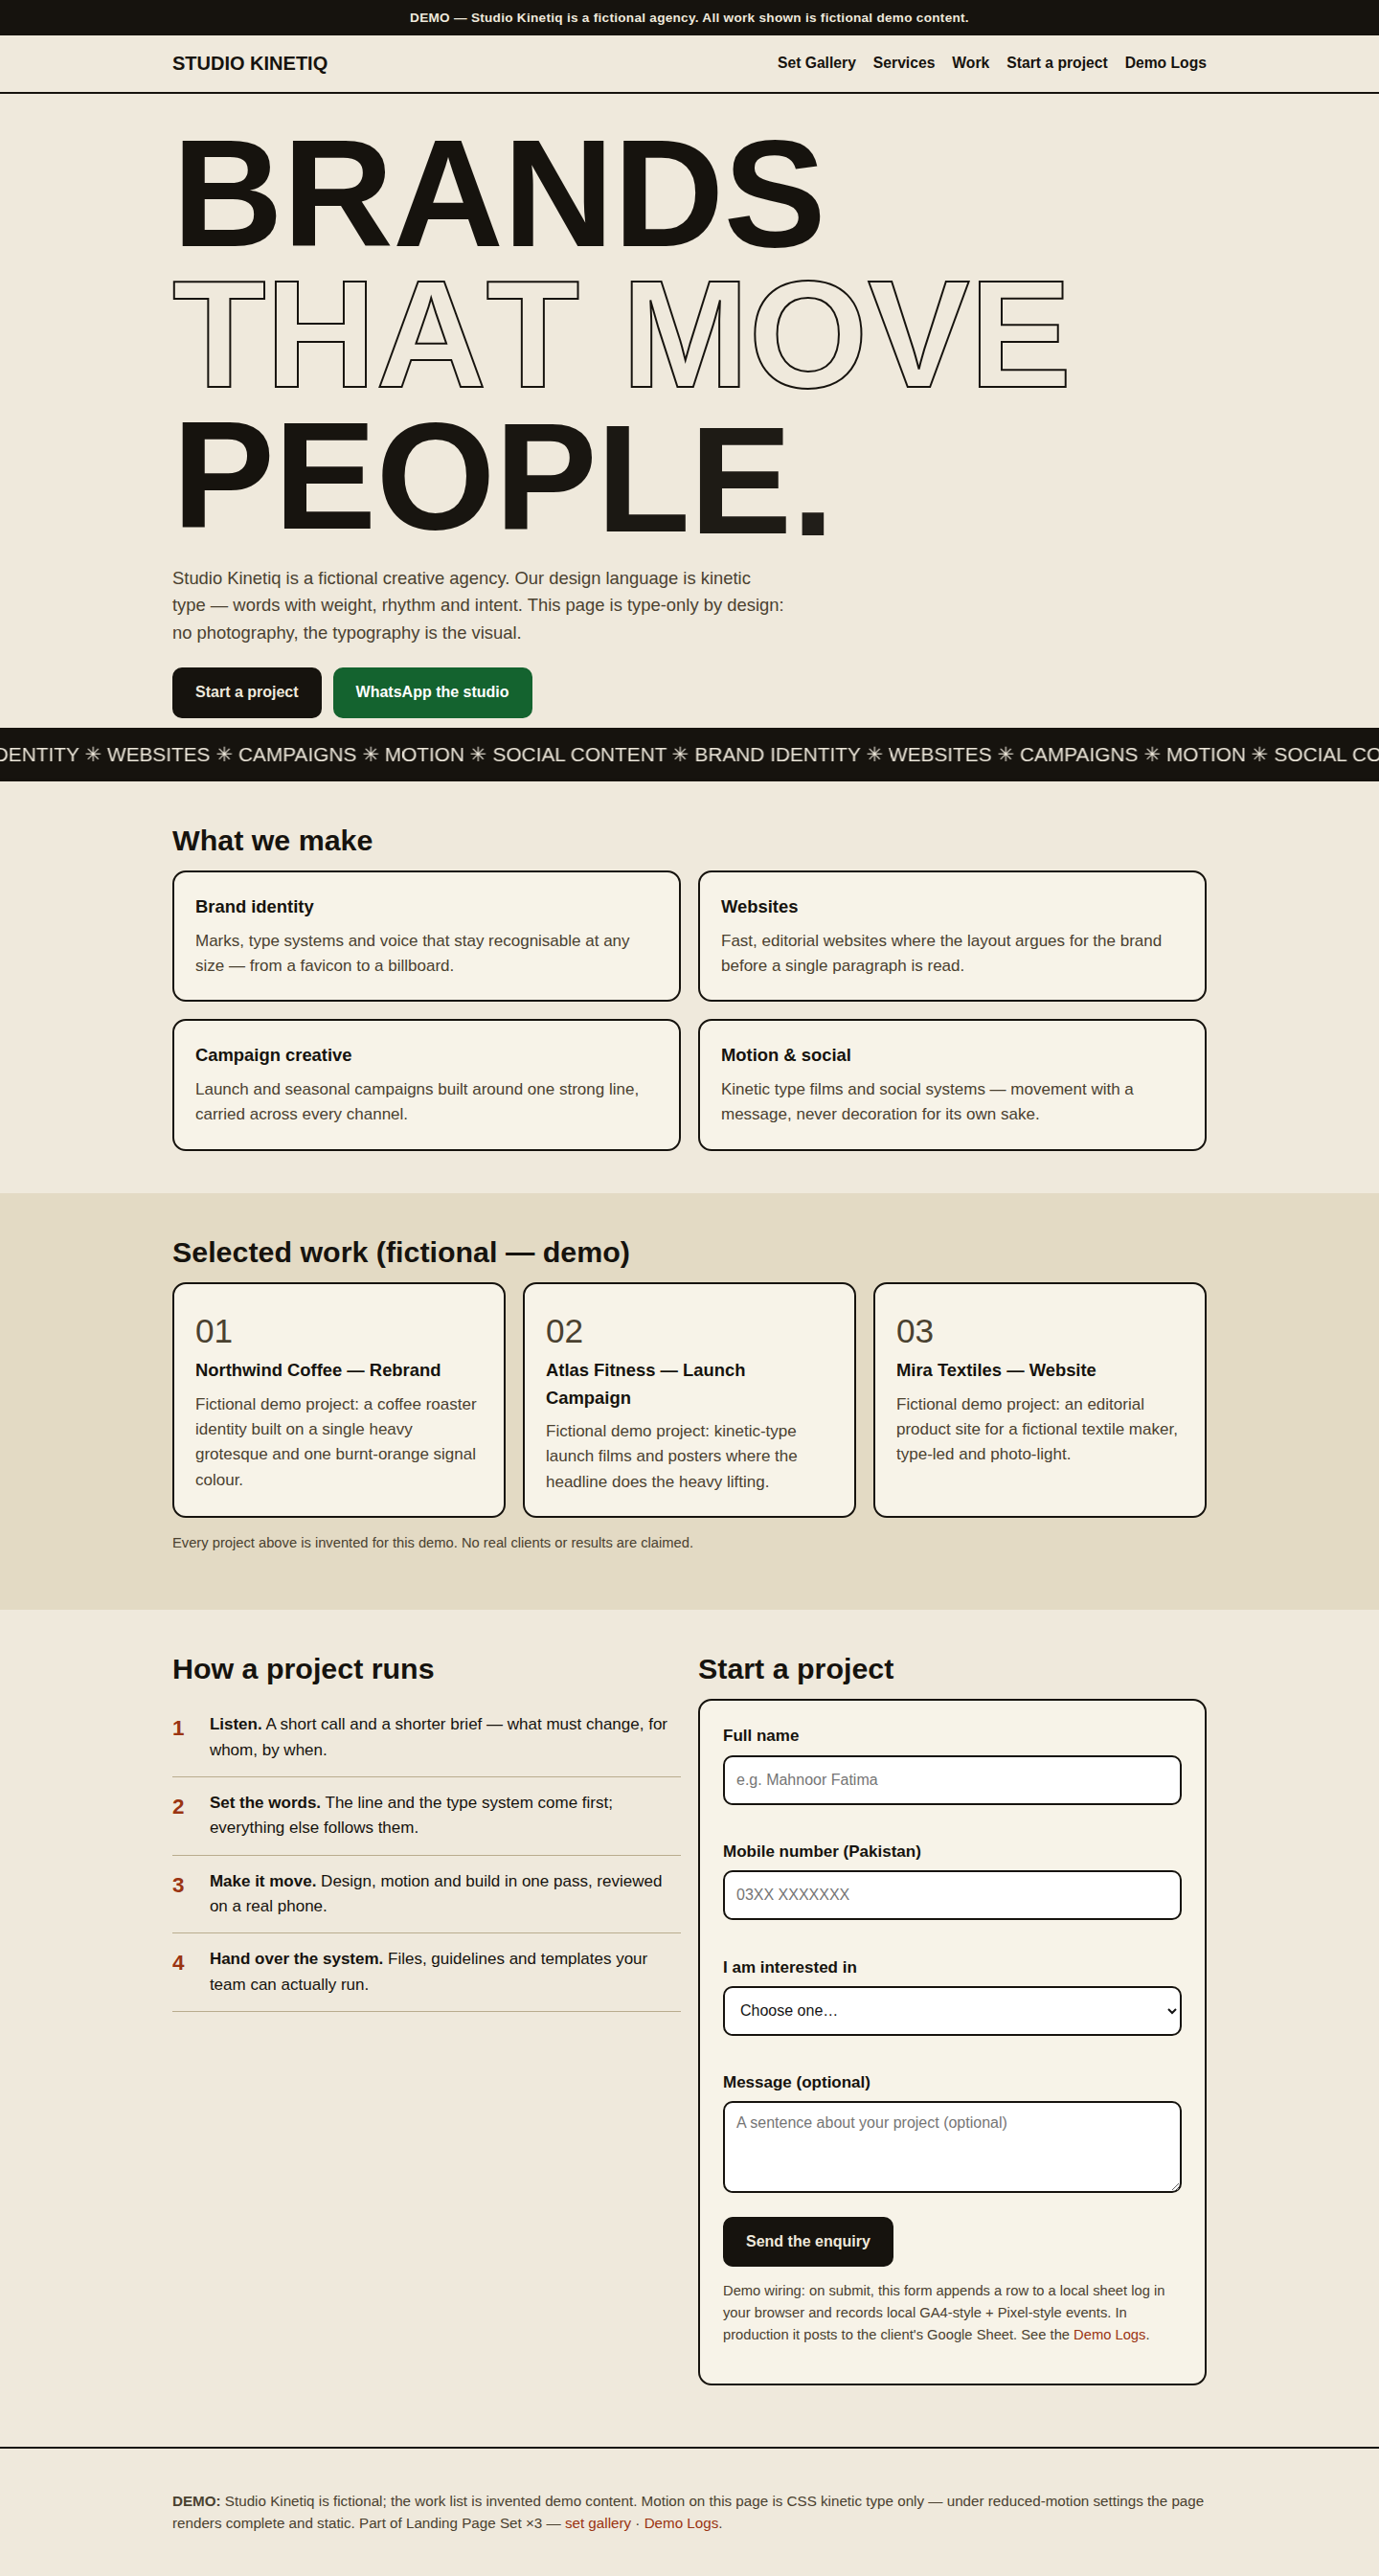 DEMO — Studio Kinetiq is a fictional agency. All work shown is fictional demo content.
STUDIO KINETIQ
Set Gallery Services Work Start a project Demo Logs
BRANDS
THAT MOVE
PEOPLE.
Studio Kinetiq is a fictional creative agency. Our design language is kinetic
type — words with weight, rhythm and intent. This page is type-only by design:
no photography, the typography is the visual.
Start a project
WhatsApp the studio
DENTITY ✳ WEBSITES ✳ CAMPAIGNS ✳ MOTION ✳ SOCIAL CONTENT ✳ BRAND IDENTITY ✳ WEBSITES ✳ CAMPAIGNS ✳ MOTION ✳ SOCIAL CO
What we make
Brand identity
Marks, type systems and voice that stay recognisable at any
size — from a favicon to a billboard.
Websites
Fast, editorial websites where the layout argues for the brand
before a single paragraph is read.
Campaign creative
Launch and seasonal campaigns built around one strong line,
carried across every channel.
Motion & social
Kinetic type films and social systems — movement with a
message, never decoration for its own sake.
Selected work (fictional — demo)
01
Northwind Coffee — Rebrand
Fictional demo project: a coffee roaster
identity built on a single heavy
grotesque and one burnt-orange signal
colour.
02
Atlas Fitness — Launch
Campaign
Fictional demo project: kinetic-type
launch films and posters where the
headline does the heavy lifting.
03
Mira Textiles — Website
Fictional demo project: an editorial
product site for a fictional textile maker,
type-led and photo-light.
Every project above is invented for this demo. No real clients or results are claimed.
How a project runs
1 Listen. A short call and a shorter brief — what must change, for
whom, by when.
2 Set the words. The line and the type system come first;
everything else follows them.
3 Make it move. Design, motion and build in one pass, reviewed
on a real phone.
4 Hand over the system. Files, guidelines and templates your
team can actually run.
Start a project
Full name
e.g. Mahnoor Fatima
Mobile number (Pakistan)
03XX XXXXXXX
I am interested in
Choose one…
Message (optional)
A sentence about your project (optional)
Send the enquiry
Demo wiring: on submit, this form appends a row to a local sheet log in
your browser and records local GA4-style + Pixel-style events. In
production it posts to the client's Google Sheet. See the Demo Logs.
DEMO: Studio Kinetiq is fictional; the work list is invented demo content. Motion on this page is CSS kinetic type only — under reduced-motion settings the page
renders complete and static. Part of Landing Page Set ×3 — set gallery · Demo Logs.